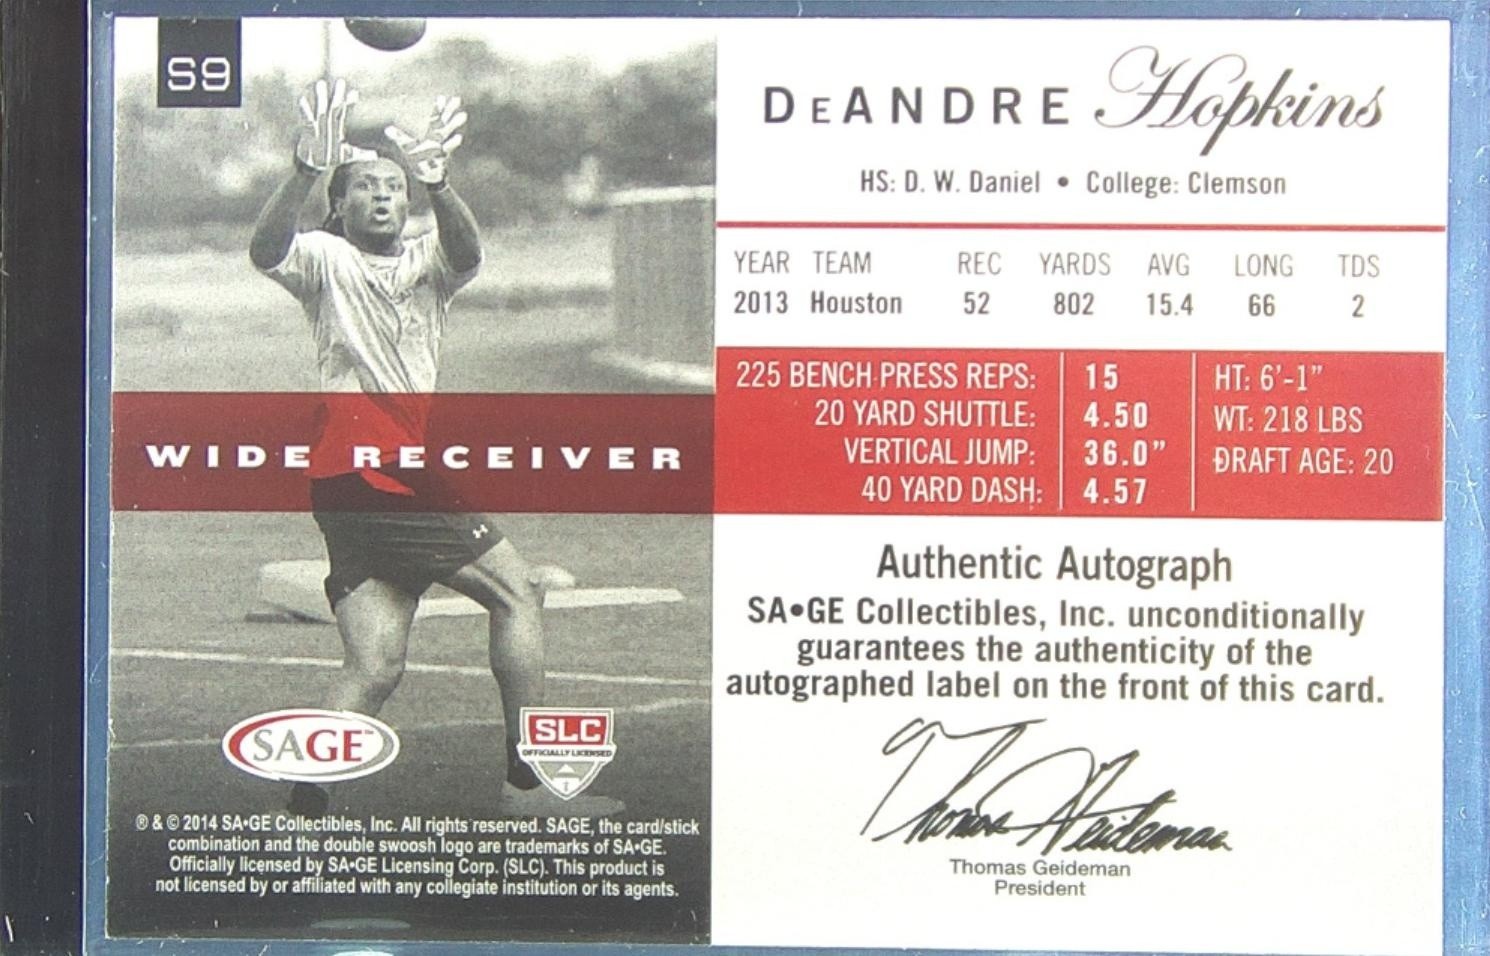 S9
WIDE RECEIVER
SAGE™
SLC
OFFICIALLY LICENSED
® & © 2014 SA•GE Collectibles, Inc. All rights reserved. SAGE, the card/stick
combination and the double swoosh logo are trademarks of SA•GE.
Officially licensed by SA•GE Licensing Corp. (SLC). This product is
not licensed by or affiliated with any collegiate institution or its agents.
DeANDRE Hopkins
HS: D. W. Daniel • College: Clemson
YEAR TEAM REC YARDS AVG LONG TDS
2013 Houston 52 802 15.4 66 2
225 BENCH PRESS REPS: 15 HT: 6'-1"
20 YARD SHUTTLE: 4.50 WT: 218 LBS
VERTICAL JUMP: 36.0" DRAFT AGE: 20
40 YARD DASH: 4.57
Authentic Autograph
SA•GE Collectibles, Inc. unconditionally
guarantees the authenticity of the
autographed label on the front of this card.
Thomas Geideman
Thomas Geideman
President